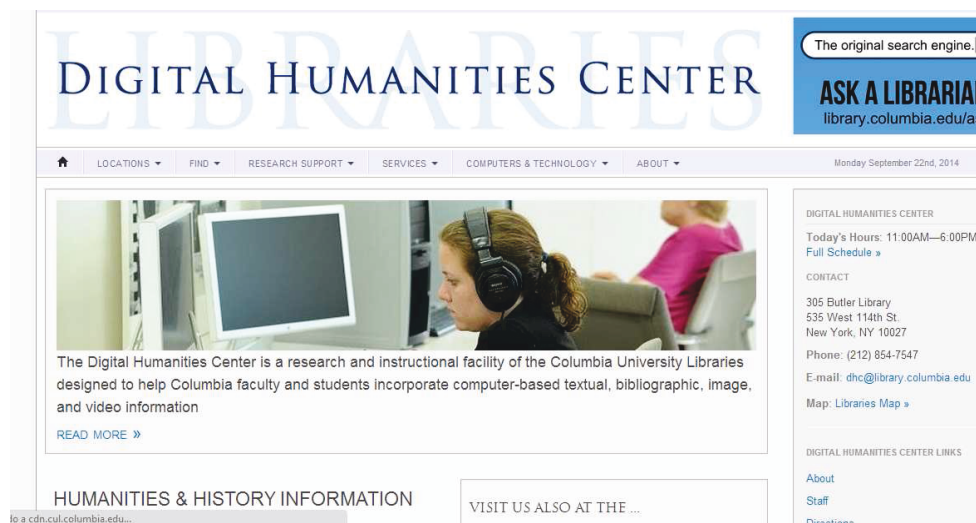 LIBRARIES
DIGITAL HUMANITIES CENTER
The original search engine.
ASK A LIBRARIAN
library.columbia.edu/as
LOCATIONS FIND RESEARCH SUPPORT SERVICES COMPUTERS & TECHNOLOGY ABOUT
Monday September 22nd, 2014
The Digital Humanities Center is a research and instructional facility of the Columbia University Libraries
designed to help Columbia faculty and students incorporate computer-based textual, bibliographic, image,
and video information
READ MORE »
HUMANITIES & HISTORY INFORMATION
VISIT US ALSO AT THE ...
DIGITAL HUMANITIES CENTER
Today's Hours: 11:00AM—6:00PM
Full Schedule »
CONTACT
305 Butler Library
535 West 114th St.
New York, NY 10027
Phone: (212) 854-7547
E-mail: dhc@library.columbia.edu
Map: Libraries Map »
DIGITAL HUMANITIES CENTER LINKS
About
Staff
Directions
do a cdn.cul.columbia.edu...